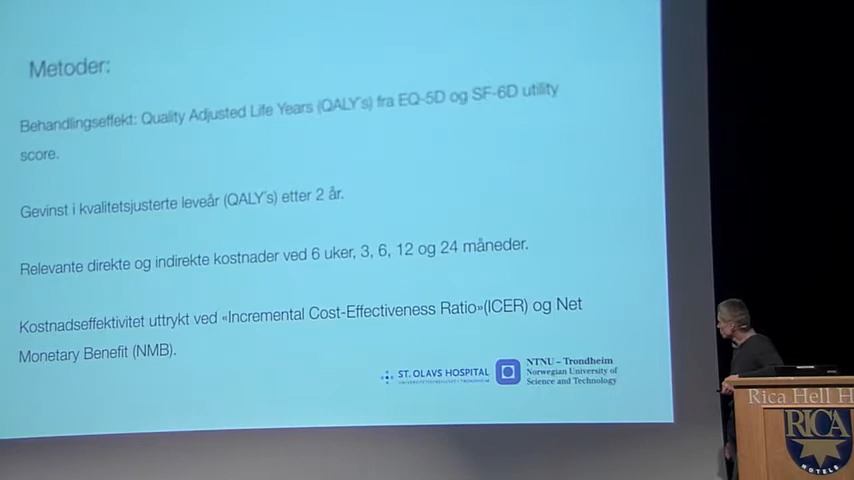 Metoder:
Behandlingseffekt: Quality Adjusted Life Years (QALY´s) fra EQ-5D og SF-6D utility
score.
Gevinst i kvalitetsjusterte leveår (QALY´s) etter 2 år.
Relevante direkte og indirekte kostnader ved 6 uker, 3, 6, 12 og 24 måneder.
Kostnadseffektivitet uttrykt ved «Incremental Cost-Effectiveness Ratio»(ICER) og Net
Monetary Benefit (NMB).
ST. OLAVS HOSPITAL
UNIVERSITETSSYKEHUSET I TRONDHEIM
NTNU – Trondheim
Norwegian University of
Science and Technology
Rica Hell H
RICA
HOTELS